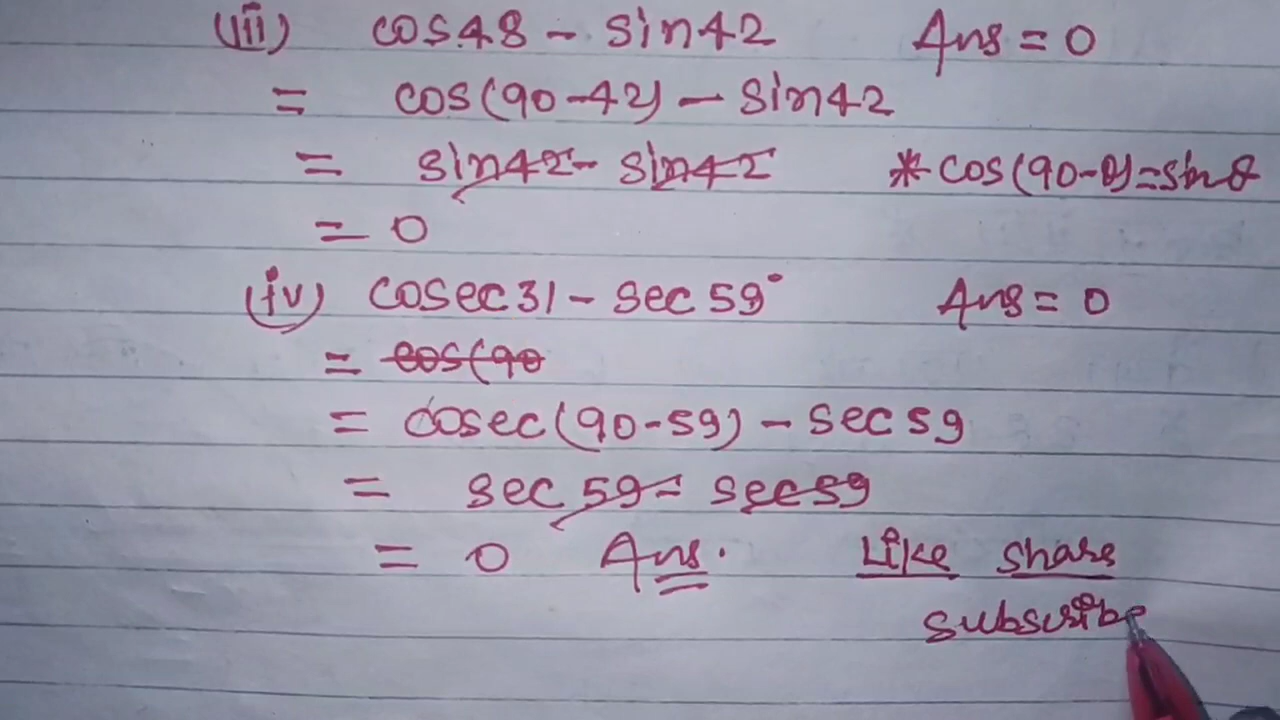 (iii) cos48 - sin42 Ans = 0
= cos(90-42) - sin42
= sin42 - sin42 * cos(90-θ)=sinθ
= 0
(iv) cosec31 - sec59° Ans = 0
= cos(90
= cosec(90-59) - sec59
= sec59 - sec59
= 0 Ans.
Like share
subscribe